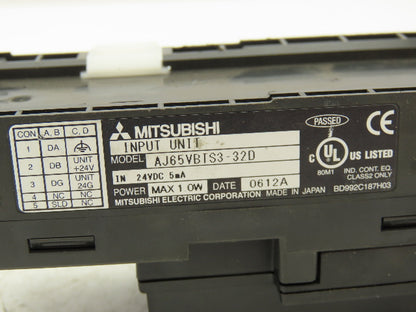 CON A, B C, D
1 DA
2 DB UNIT +24V
3 DG UNIT 24G
4 NC NC
5 SLD NC
MITSUBISHI
INPUT UNIT
MODEL AJ65VBTS3-32D
IN 24VDC 5mA
POWER MAX 1.0W DATE 0612A
MITSUBISHI ELECTRIC CORPORATION MADE IN JAPAN
PASSED
CE
C UL US LISTED
80M1 IND. CONT. EQ.
CLASS2 ONLY
BD992C187H03